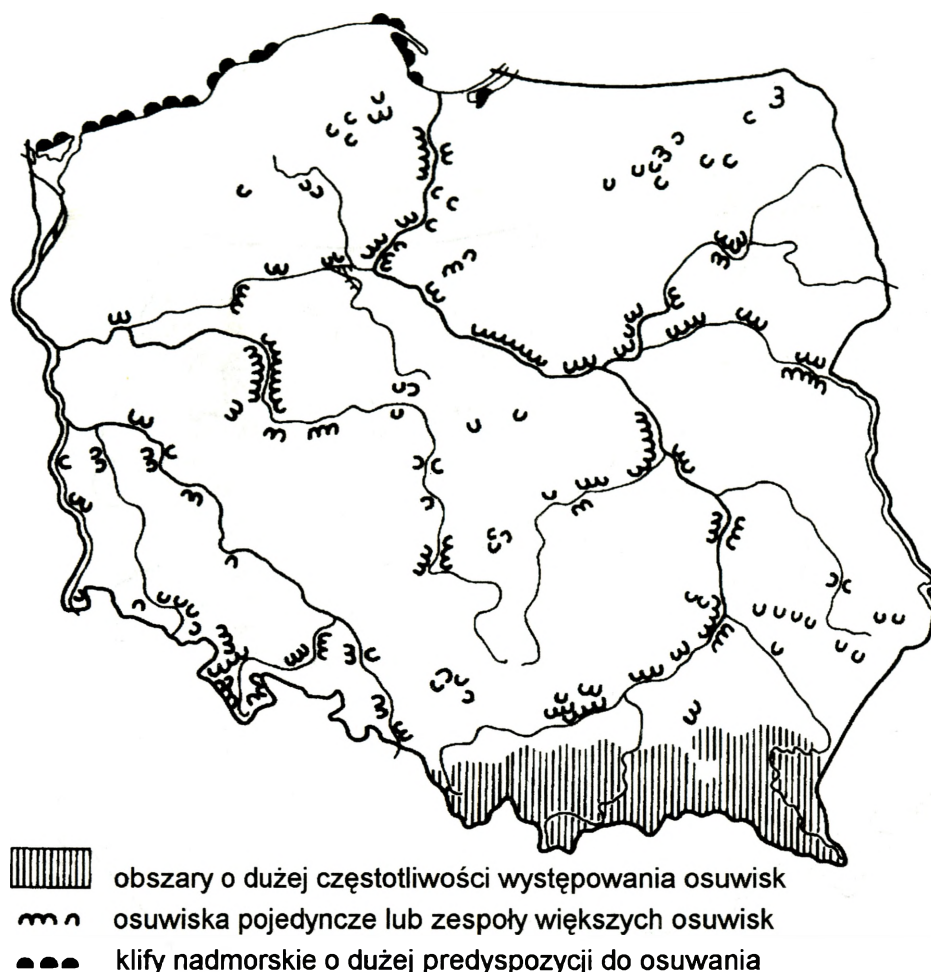 obszary o dużej częstotliwości występowania osuwisk
osuwiska pojedyncze lub zespoły większych osuwisk
klify nadmorskie o dużej predyspozycji do osuwania